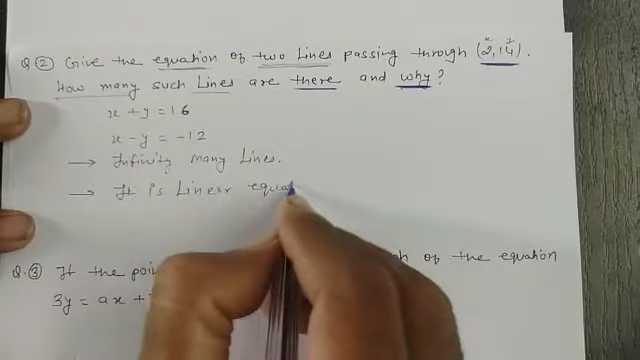 Q② Give the equation of two Lines passing through (2,14).
x y
How many such Lines are there and why?
x + y = 16
x - y = -12
→ Infinity many Lines.
→ It is Linesr equa
Q.③ If the poi of the equation
3y = ax +